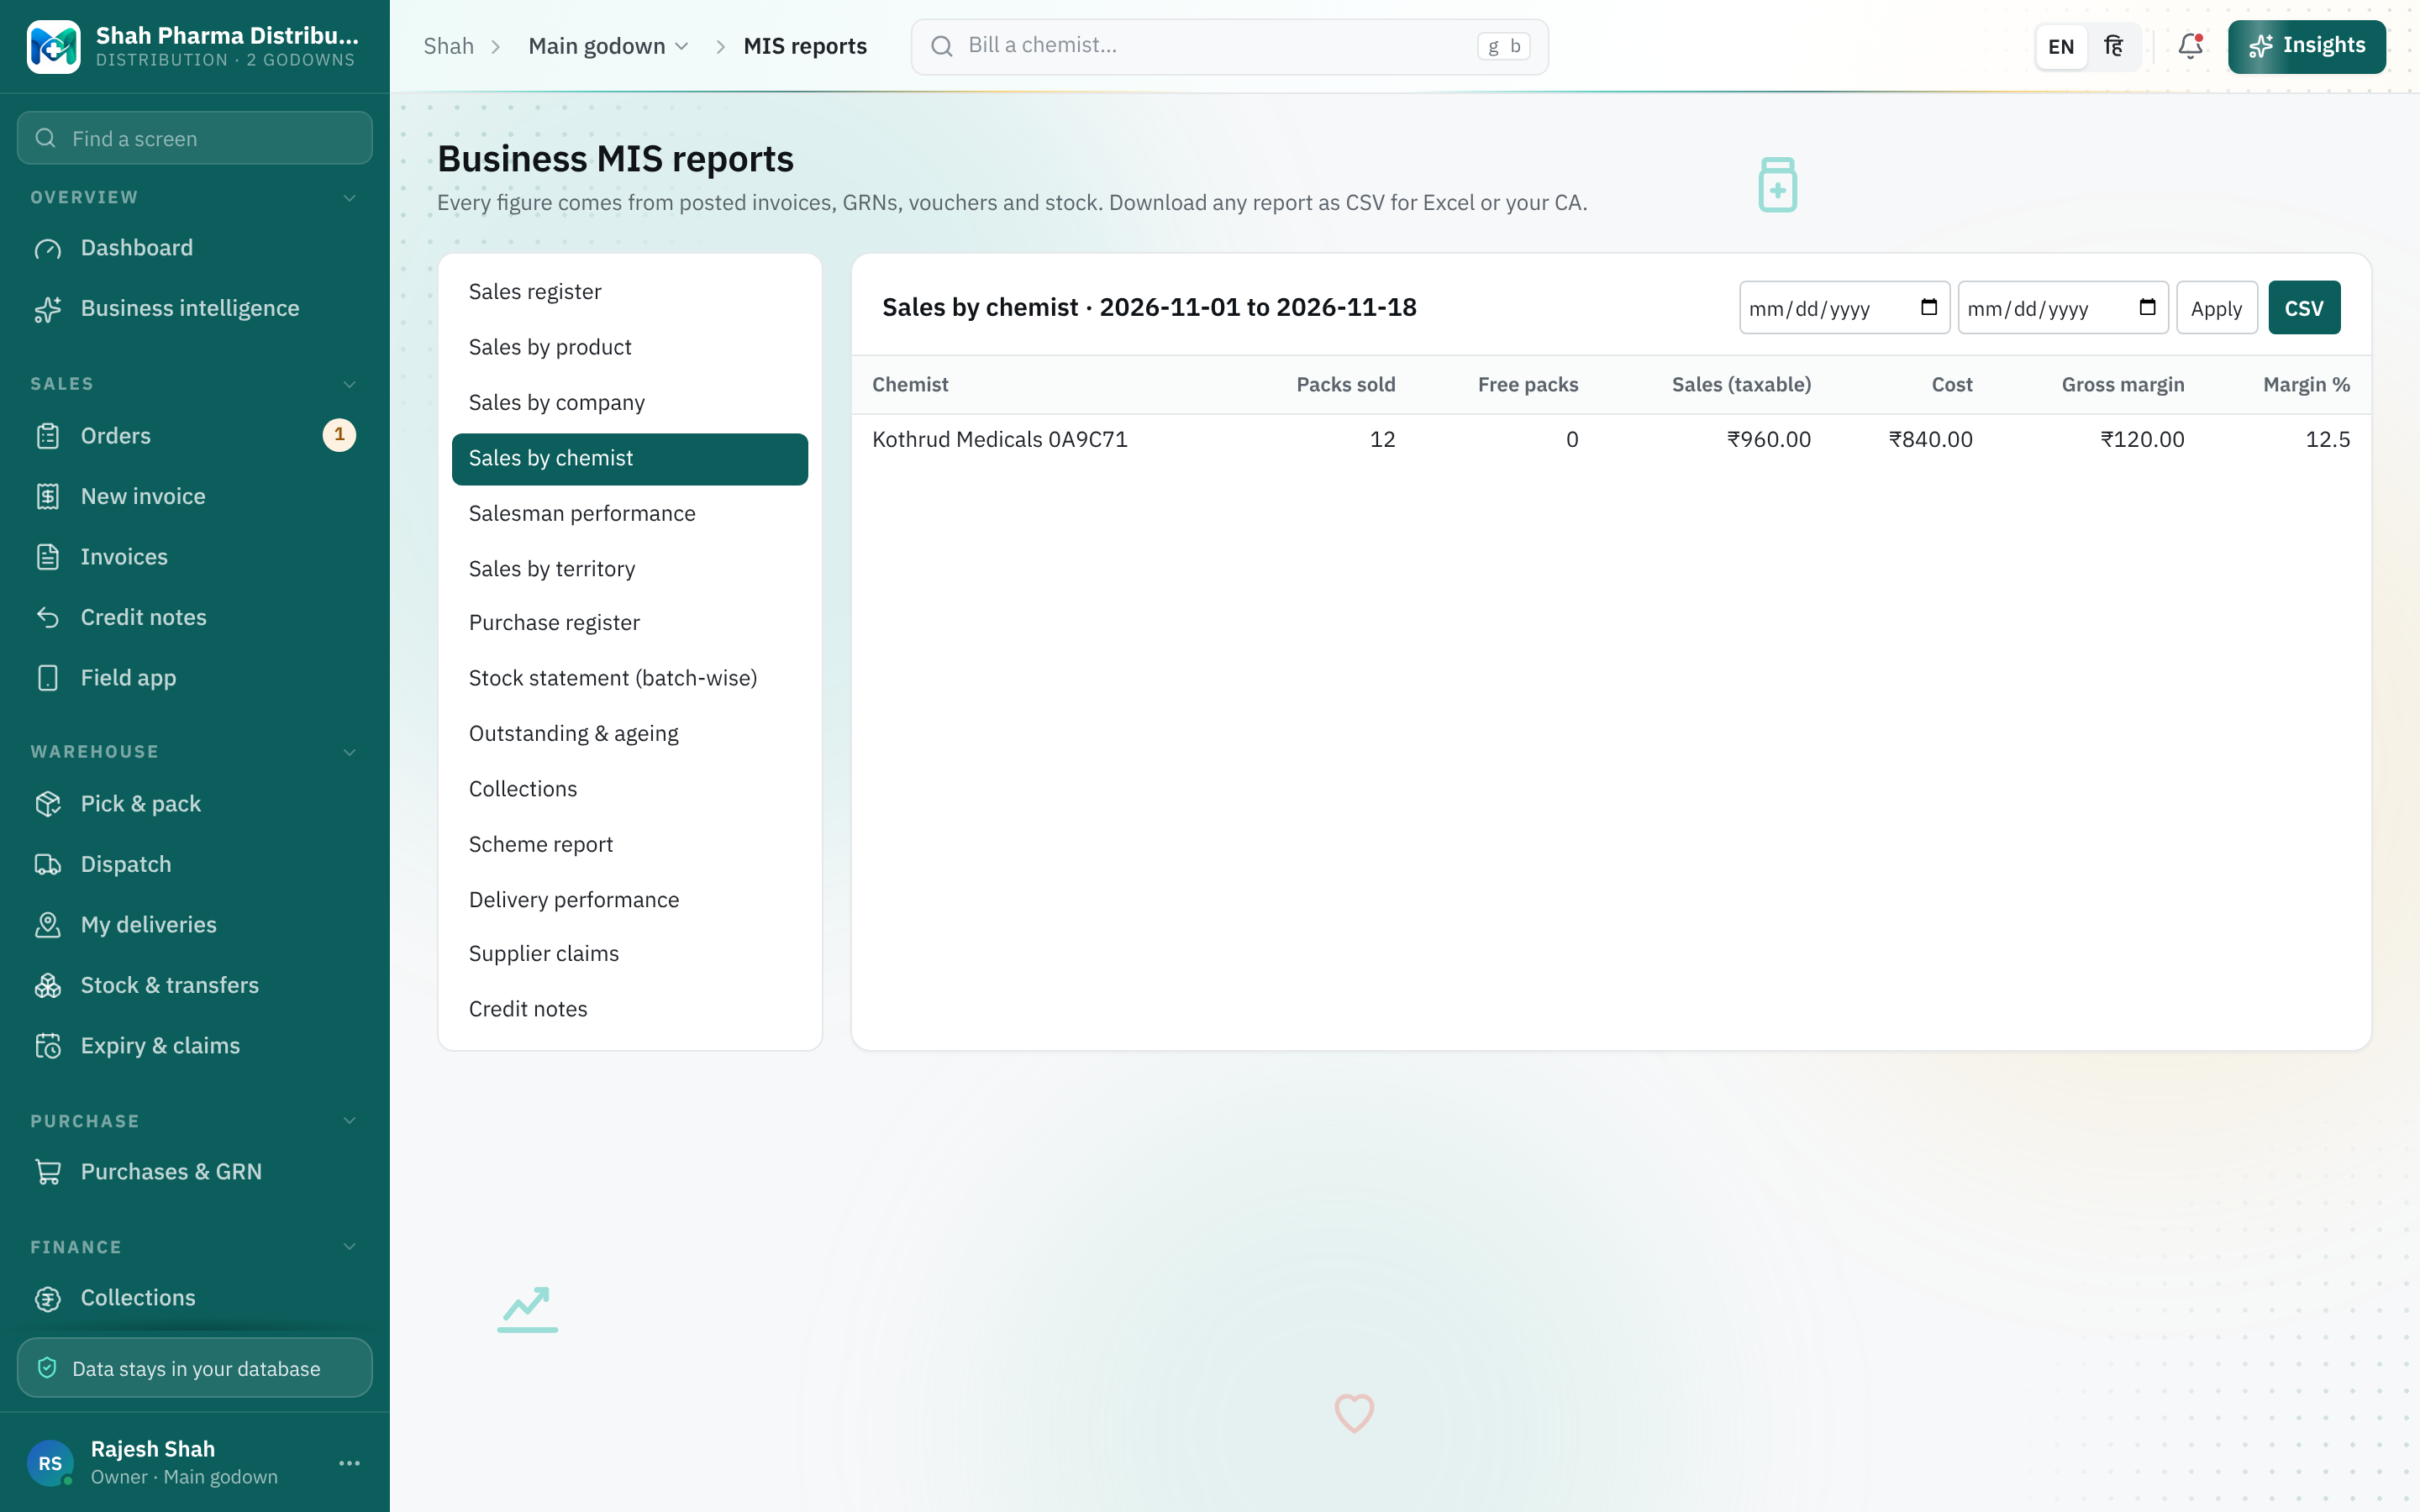 Shah Pharma Distribu...
DISTRIBUTION · 2 GODOWNS
Find a screen
OVERVIEW
Dashboard
Business intelligence
SALES
Orders 1
New invoice
Invoices
Credit notes
Field app
WAREHOUSE
Pick & pack
Dispatch
My deliveries
Stock & transfers
Expiry & claims
PURCHASE
Purchases & GRN
FINANCE
Collections
Data stays in your database
RS
Rajesh Shah
Owner · Main godown
Shah > Main godown > MIS reports
Bill a chemist... g b
EN हि
Insights
Business MIS reports
Every figure comes from posted invoices, GRNs, vouchers and stock. Download any report as CSV for Excel or your CA.
Sales register
Sales by product
Sales by company
Sales by chemist
Salesman performance
Sales by territory
Purchase register
Stock statement (batch-wise)
Outstanding & ageing
Collections
Scheme report
Delivery performance
Supplier claims
Credit notes
Sales by chemist · 2026-11-01 to 2026-11-18
mm/dd/yyyy mm/dd/yyyy Apply CSV
Chemist Packs sold Free packs Sales (taxable) Cost Gross margin Margin %
Kothrud Medicals 0A9C71 12 0 ₹960.00 ₹840.00 ₹120.00 12.5